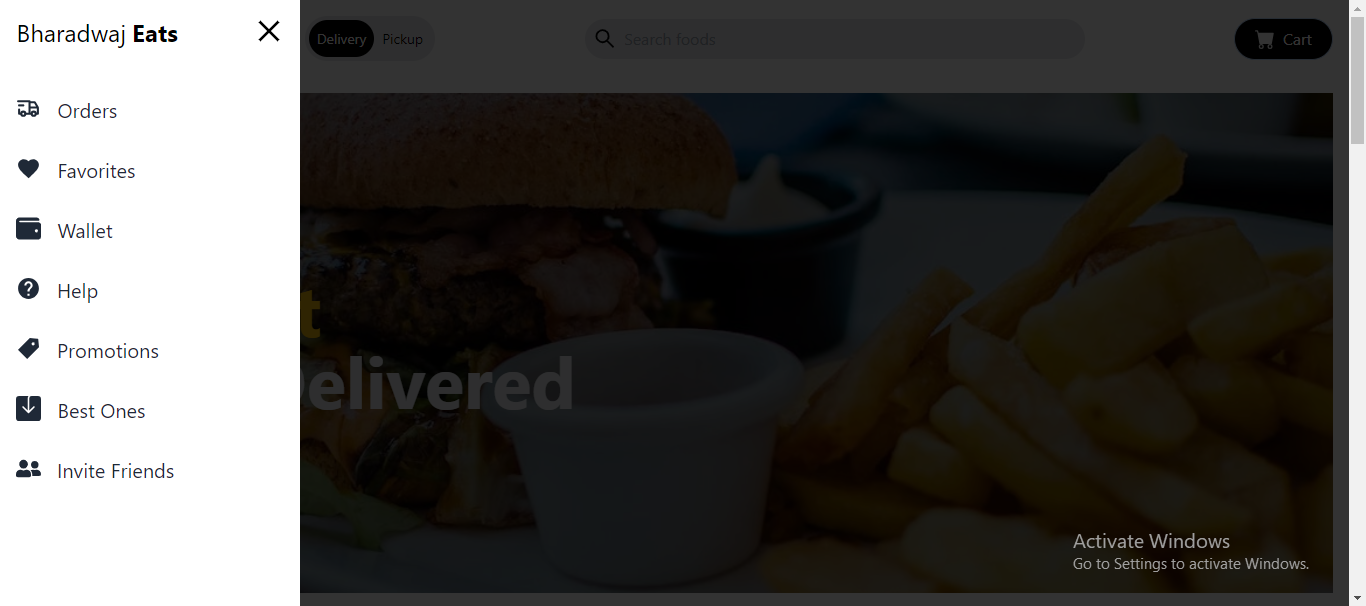 Bharadwaj Eats
Delivery Pickup
Search foods
Cart
Orders
Favorites
Wallet
Help
Promotions
Best Ones
Invite Friends
Delivered
Activate Windows
Go to Settings to activate Windows.